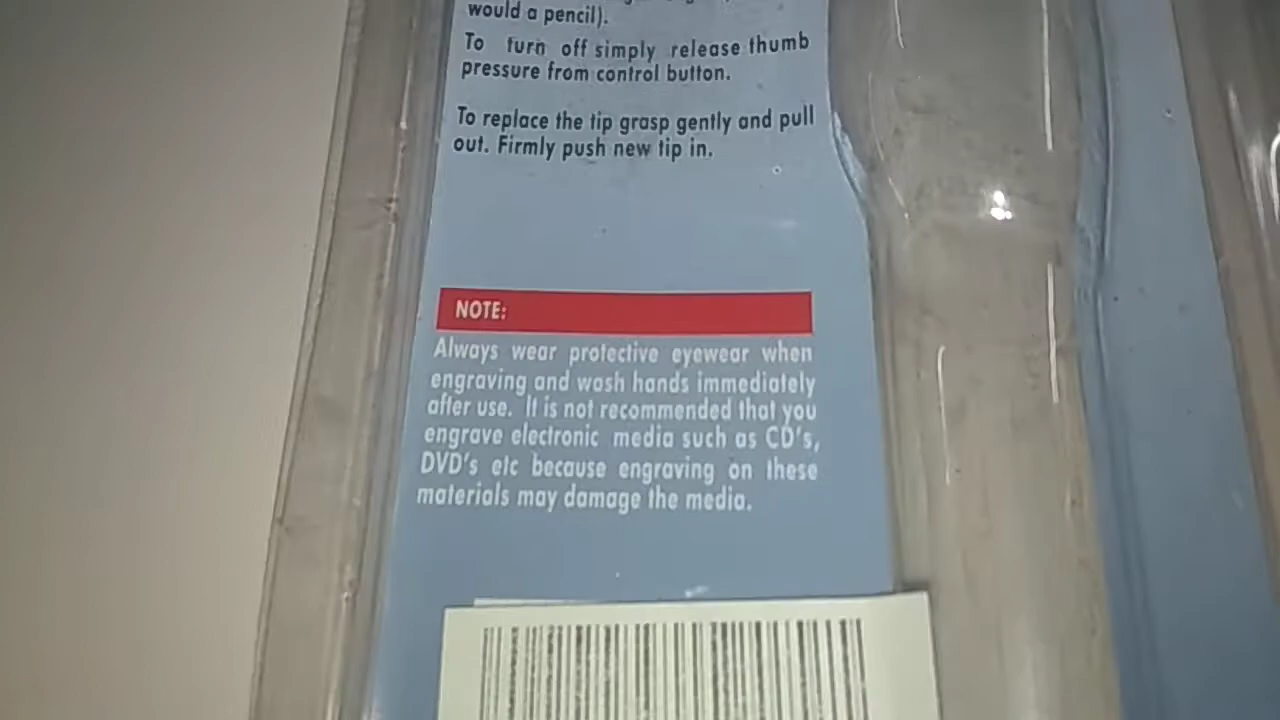 would a pencil).
To turn off simply release thumb
pressure from control button.
To replace the tip grasp gently and pull
out. Firmly push new tip in.
NOTE:
Always wear protective eyewear when
engraving and wash hands immediately
after use. It is not recommended that you
engrave electronic media such as CD's,
DVD's etc because engraving on these
materials may damage the media.